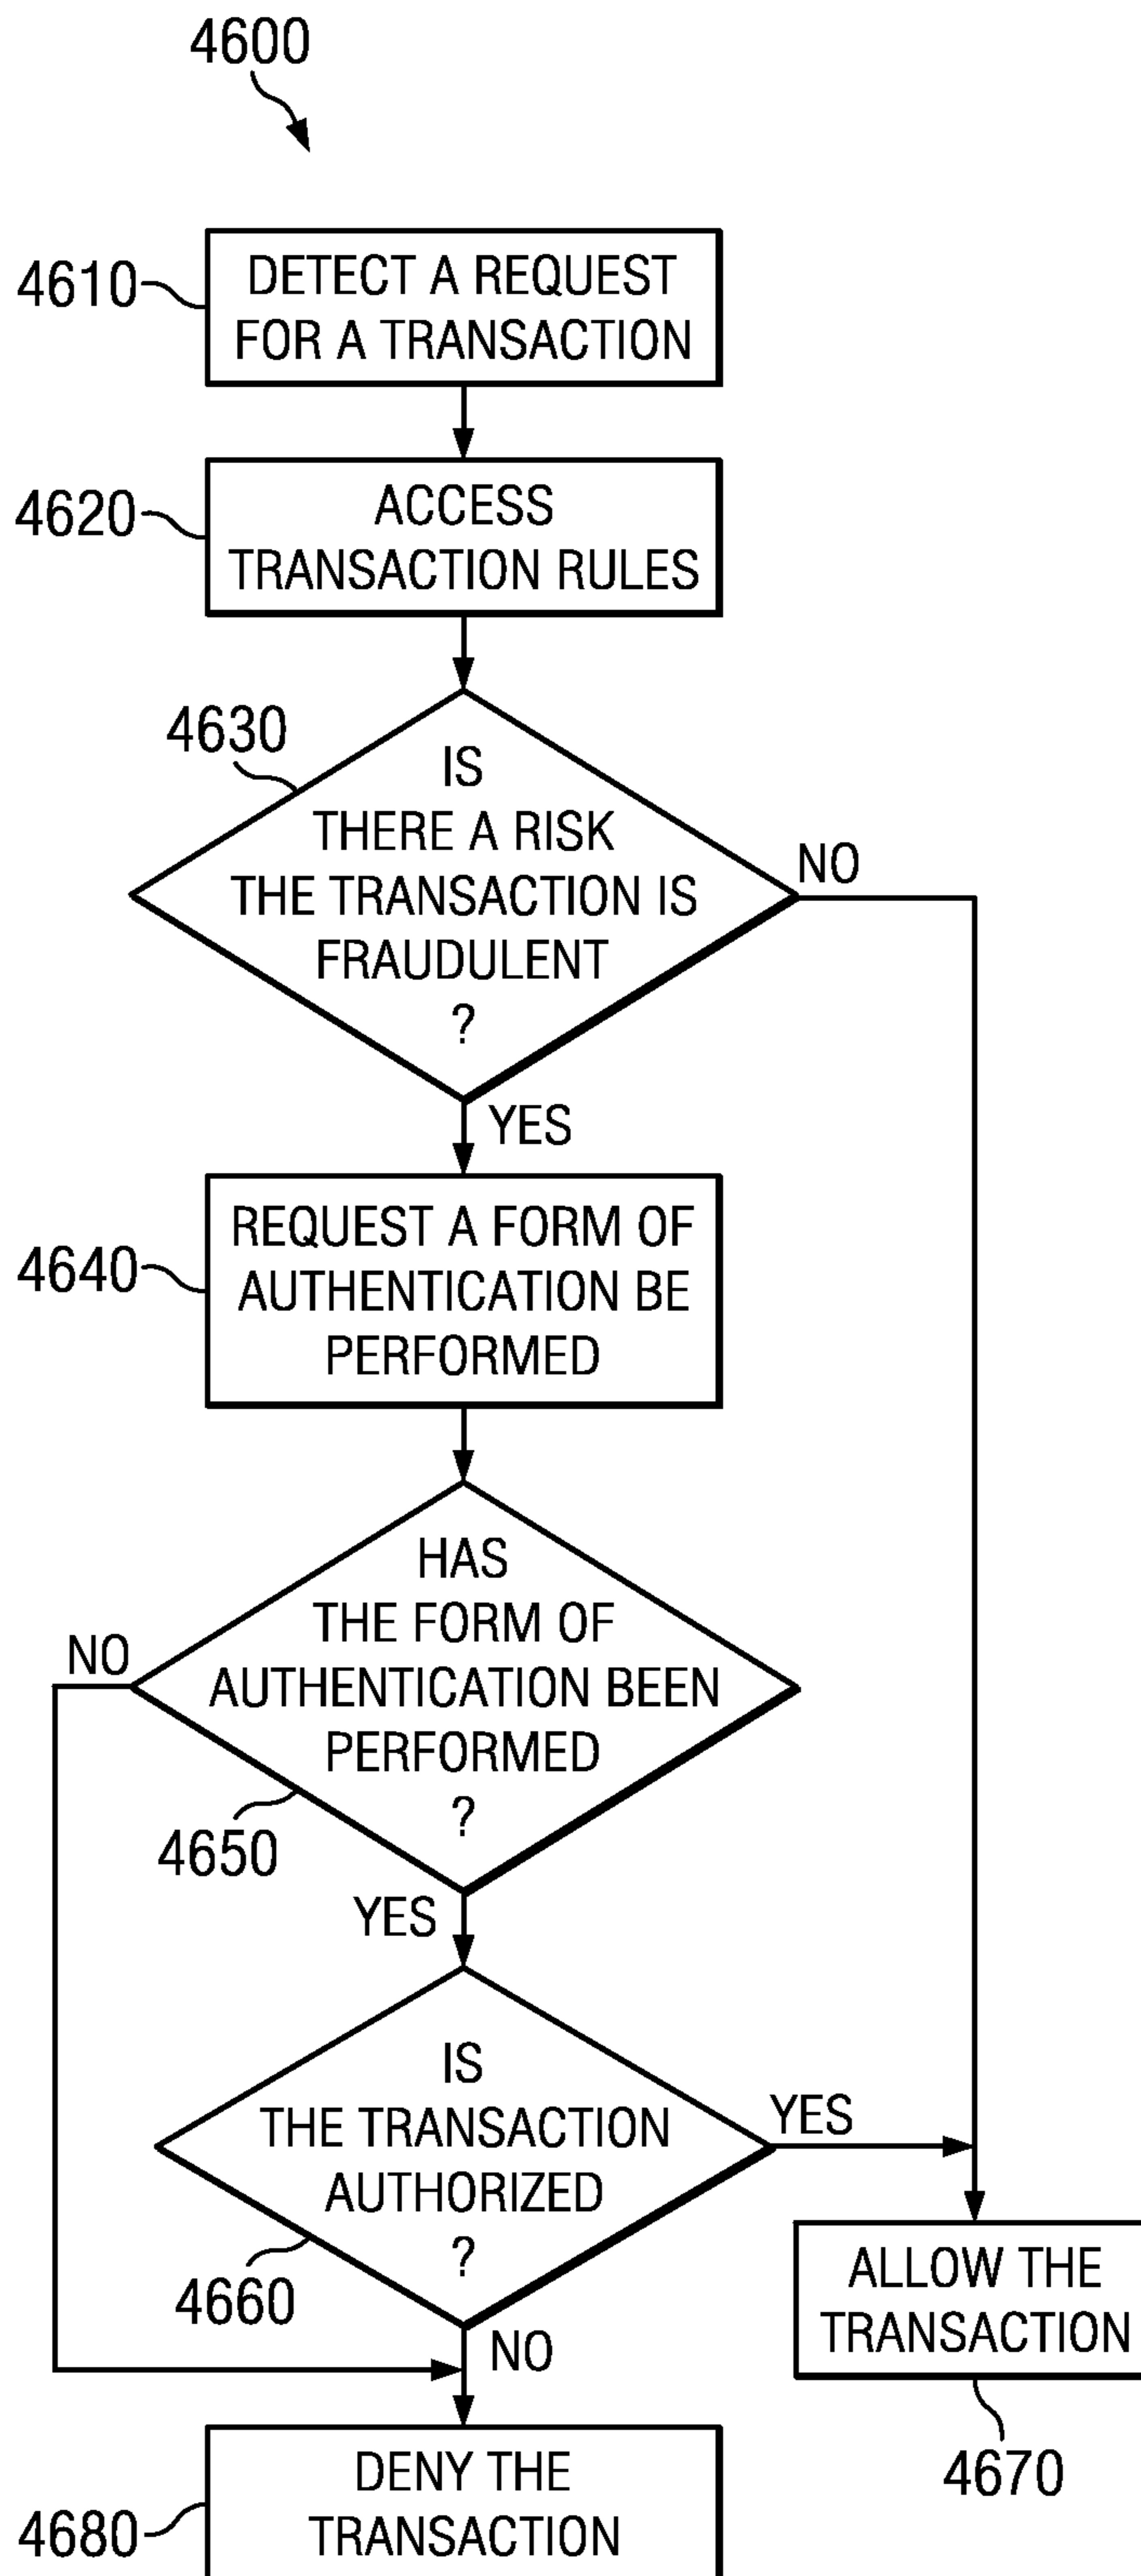 4600
4610
DETECT A REQUEST
FOR A TRANSACTION
4620
ACCESS
TRANSACTION RULES
4630
IS
THERE A RISK
THE TRANSACTION IS
FRAUDULENT
?
NO
YES
4640
REQUEST A FORM OF
AUTHENTICATION BE
PERFORMED
HAS
THE FORM OF
AUTHENTICATION BEEN
PERFORMED
?
NO
4650
YES
IS
THE TRANSACTION
AUTHORIZED
?
YES
4660
NO
ALLOW THE
TRANSACTION
4670
4680
DENY THE
TRANSACTION